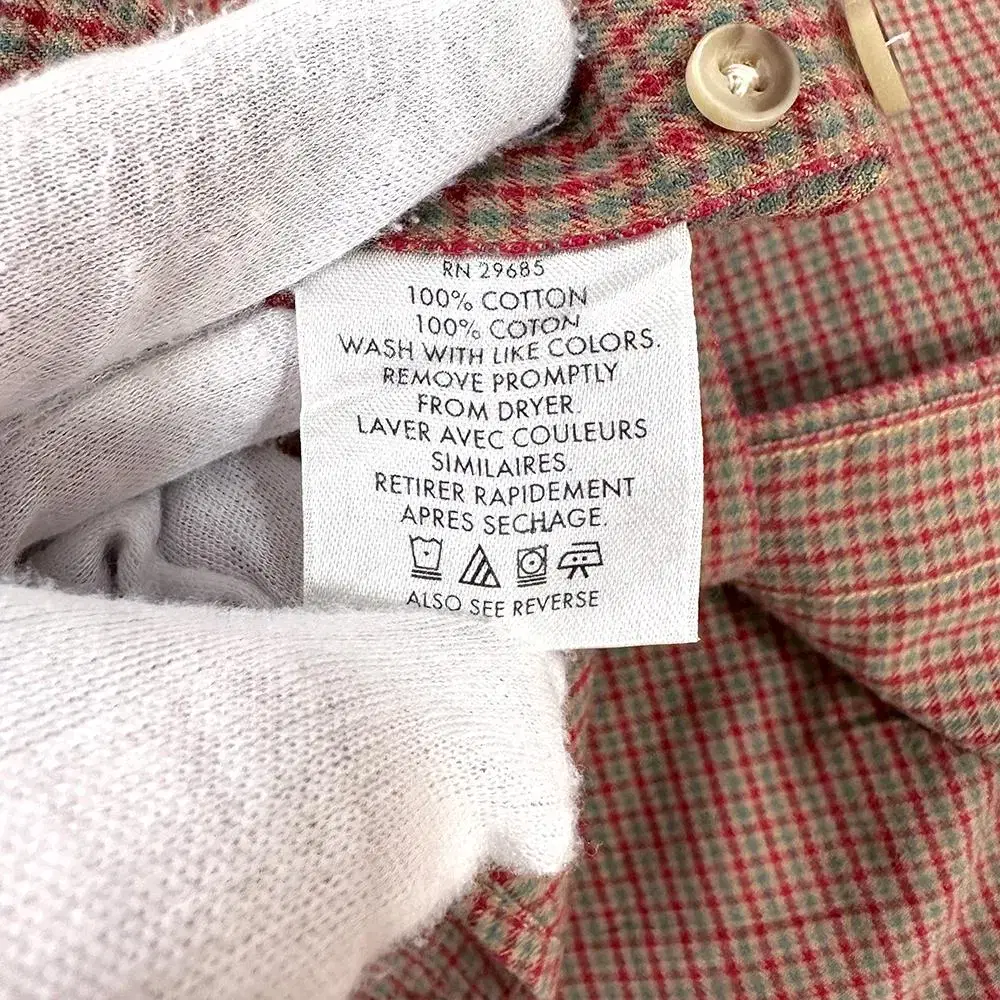 RN 29685
100% COTTON
100% COTON
WASH WITH LIKE COLORS.
REMOVE PROMPTLY
FROM DRYER.
LAVER AVEC COULEURS
SIMILAIRES.
RETIRER RAPIDEMENT
APRES SECHAGE.
ALSO SEE REVERSE